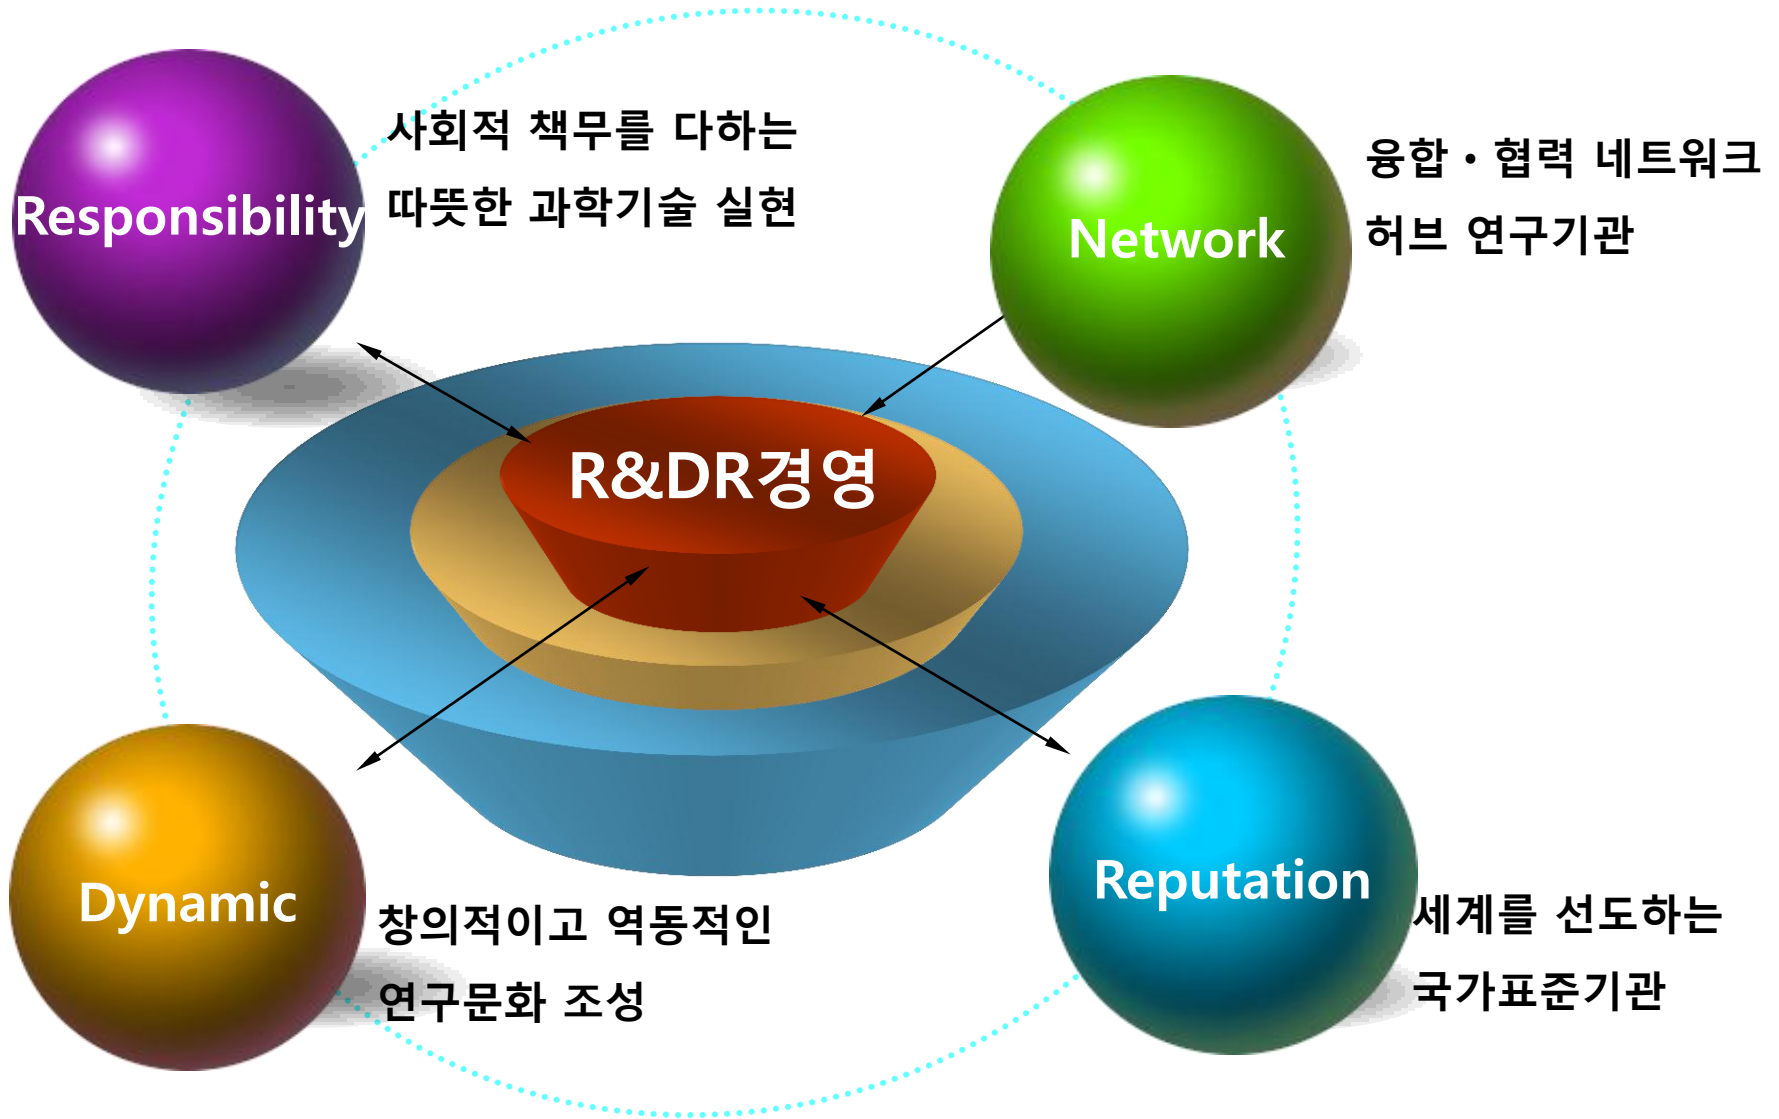 Responsibility
사회적 책무를 다하는
따뜻한 과학기술 실현
Network
융합・협력 네트워크
허브 연구기관
R&DR경영
Dynamic
창의적이고 역동적인
연구문화 조성
Reputation
세계를 선도하는
국가표준기관